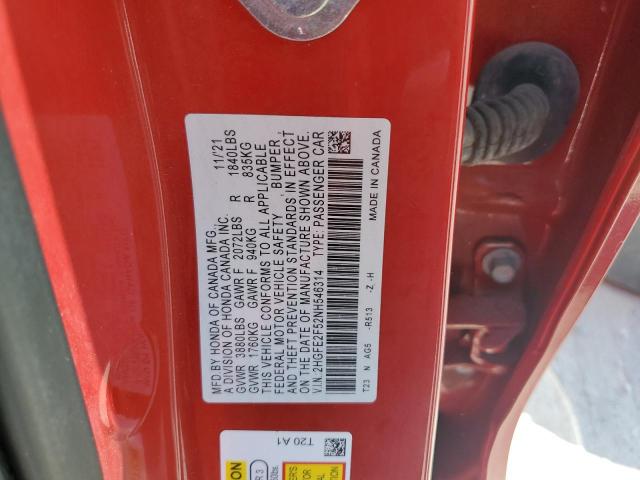 MFD. BY HONDA OF CANADA MFG., 11/21
A DIVISION OF HONDA CANADA INC.
GVWR 3880LBS GAWR F 2072LBS R 1840LBS
GVWR 1760KG GAWR F 940KG R 835KG
THIS VEHICLE CONFORMS TO ALL APPLICABLE
FEDERAL MOTOR VEHICLE SAFETY, BUMPER,
AND THEFT PREVENTION STANDARDS IN EFFECT
ON THE DATE OF MANUFACTURE SHOWN ABOVE.
V.I.N. 2HGFE2F52NH546314 TYPE: PASSENGER CAR
MADE IN CANADA
T23 N AG5 -R513 -Z -H
T20 A1